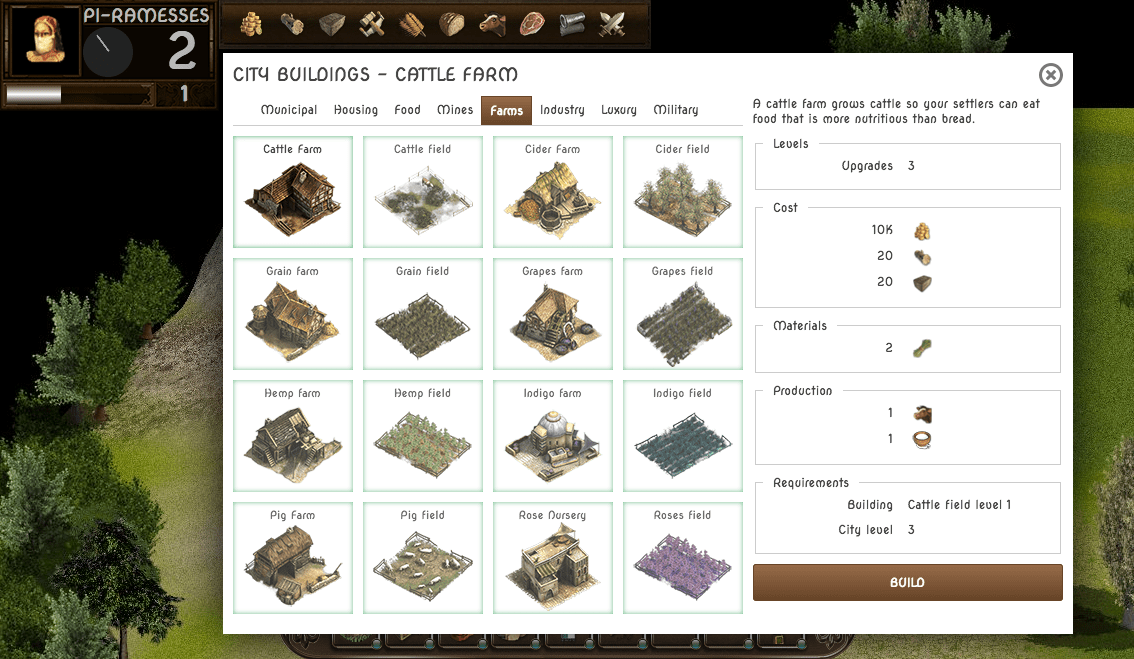 PI-RAMESSES
2
1
CITY BUILDINGS - CATTLE FARM
Municipal Housing Food Mines Farms Industry Luxury Military
Cattle Farm Cattle field Cider Farm Cider field
Grain farm Grain field Grapes farm Grapes field
Hemp farm Hemp field Indigo farm Indigo field
Pig Farm Pig field Rose Nursery Roses field
A cattle farm grows cattle so your settlers can eat
food that is more nutritious than bread.
Levels
Upgrades 3
Cost
10K
20
20
Materials
2
Production
1
1
Requirements
Building Cattle field level 1
City level 3
BUILD